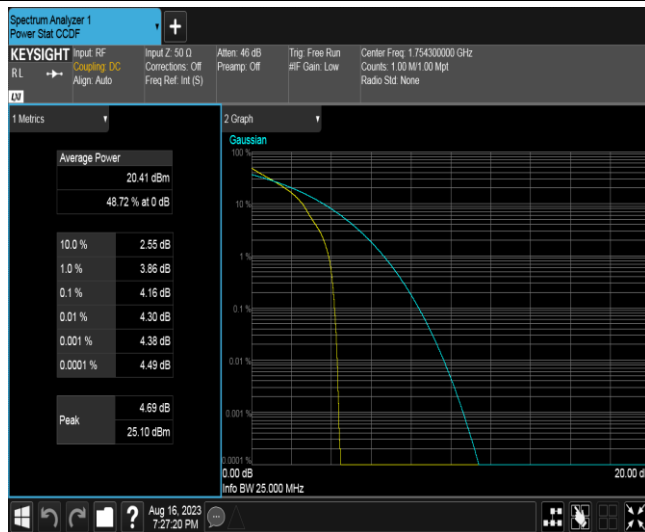 Spectrum Analyzer 1
Power Stat CCDF
+
KEYSIGHT
RL
LXI
Input: RF
Coupling: DC
Align: Auto
Input Z: 50 Ω
Corrections: Off
Freq Ref: Int (S)
Atten: 46 dB
Preamp: Off
Trig: Free Run
#IF Gain: Low
Center Freq: 1.754300000 GHz
Counts: 1.00 M/1.00 Mpt
Radio Std: None
1 Metrics
Average Power
20.41 dBm
48.72 % at 0 dB
10.0 % 2.55 dB
1.0 % 3.86 dB
0.1 % 4.16 dB
0.01 % 4.30 dB
0.001 % 4.38 dB
0.0001 % 4.49 dB
Peak
4.69 dB
25.10 dBm
2 Graph
Gaussian
100 %
10 %
1 %
0.1 %
0.01 %
0.001 %
0.0001 %
0.00 dB
20.00 d
Info BW 25.000 MHz
?
Aug 16, 2023
7:27:20 PM